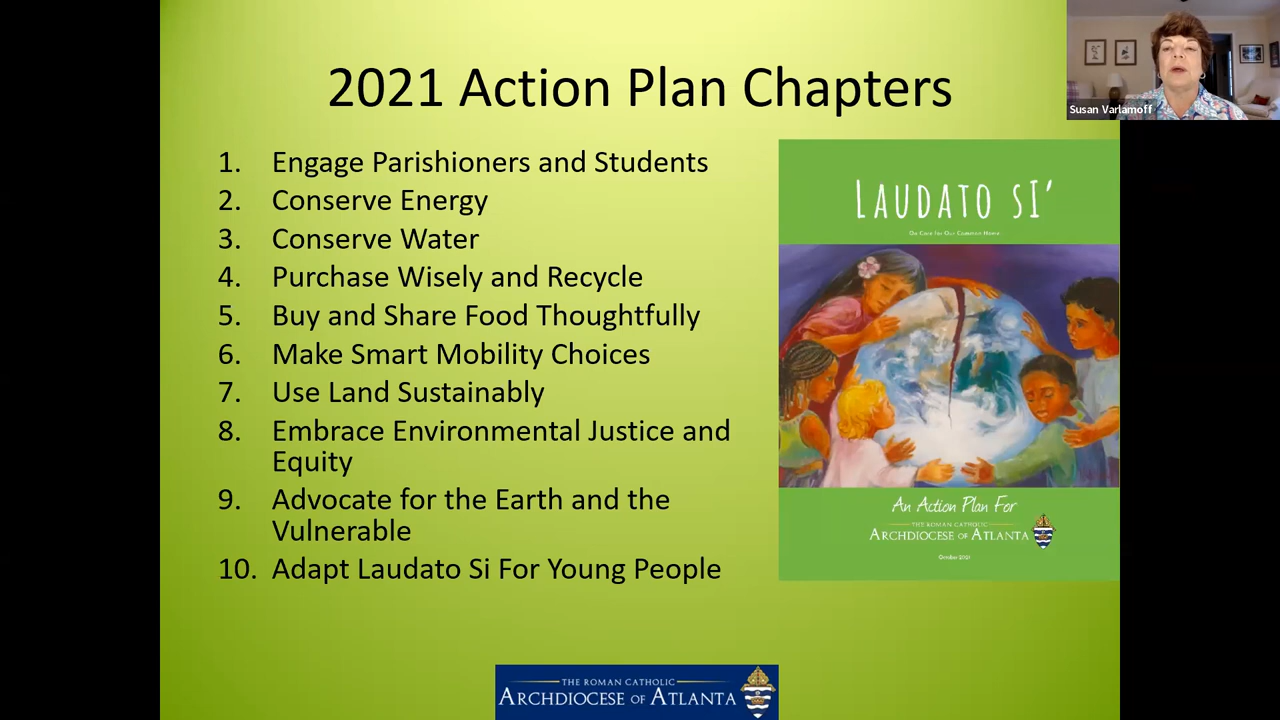 2021 Action Plan Chapters
Susan Varlamoff
1. Engage Parishioners and Students
2. Conserve Energy
3. Conserve Water
4. Purchase Wisely and Recycle
5. Buy and Share Food Thoughtfully
6. Make Smart Mobility Choices
7. Use Land Sustainably
8. Embrace Environmental Justice and
Equity
9. Advocate for the Earth and the
Vulnerable
10. Adapt Laudato Si For Young People
LAUDATO SI’
On Care for Our Common Home
An Action Plan For
THE ROMAN CATHOLIC
ARCHDIOCESE OF ATLANTA
October 2021
THE ROMAN CATHOLIC
ARCHDIOCESE OF ATLANTA